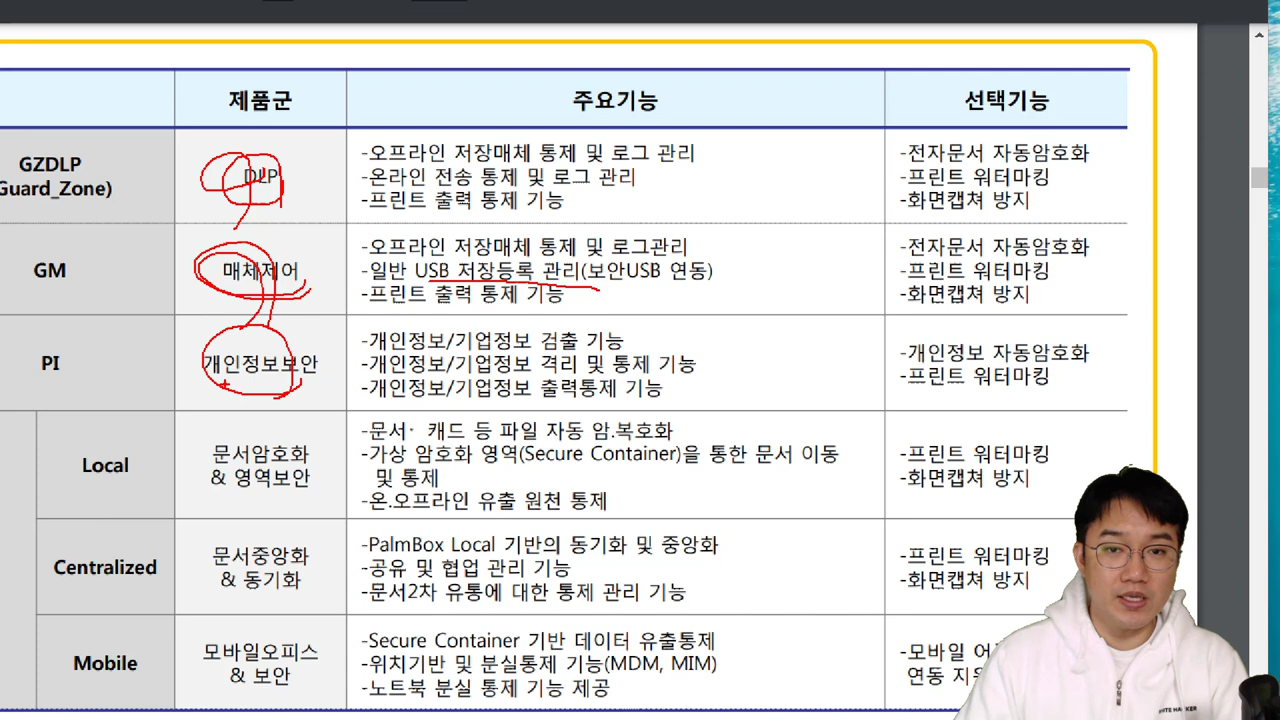 제품군
주요기능
선택기능
GZDLP
Guard_Zone)
DLP
-오프라인 저장매체 통제 및 로그 관리
-온라인 전송 통제 및 로그 관리
-프린트 출력 통제 기능
-전자문서 자동암호화
-프린트 워터마킹
-화면캡쳐 방지
GM
매체제어
-오프라인 저장매체 통제 및 로그관리
-일반 USB 저장등록 관리(보안USB 연동)
-프린트 출력 통제 기능
-전자문서 자동암호화
-프린트 워터마킹
-화면캡쳐 방지
PI
개인정보보안
-개인정보/기업정보 검출 기능
-개인정보/기업정보 격리 및 통제 기능
-개인정보/기업정보 출력통제 기능
-개인정보 자동암호화
-프린트 워터마킹
Local
문서암호화
& 영역보안
-문서· 캐드 등 파일 자동 암.복호화
-가상 암호화 영역(Secure Container)을 통한 문서 이동
및 통제
-온.오프라인 유출 원천 통제
-프린트 워터마킹
-화면캡쳐 방지
Centralized
문서중앙화
& 동기화
-PalmBox Local 기반의 동기화 및 중앙화
-공유 및 협업 관리 기능
-문서2차 유통에 대한 통제 관리 기능
-프린트 워터마킹
-화면캡쳐 방지
Mobile
모바일오피스
& 보안
-Secure Container 기반 데이터 유출통제
-위치기반 및 분실통제 기능(MDM, MIM)
-노트북 분실 통제 기능 제공
-모바일 어
연동 지원